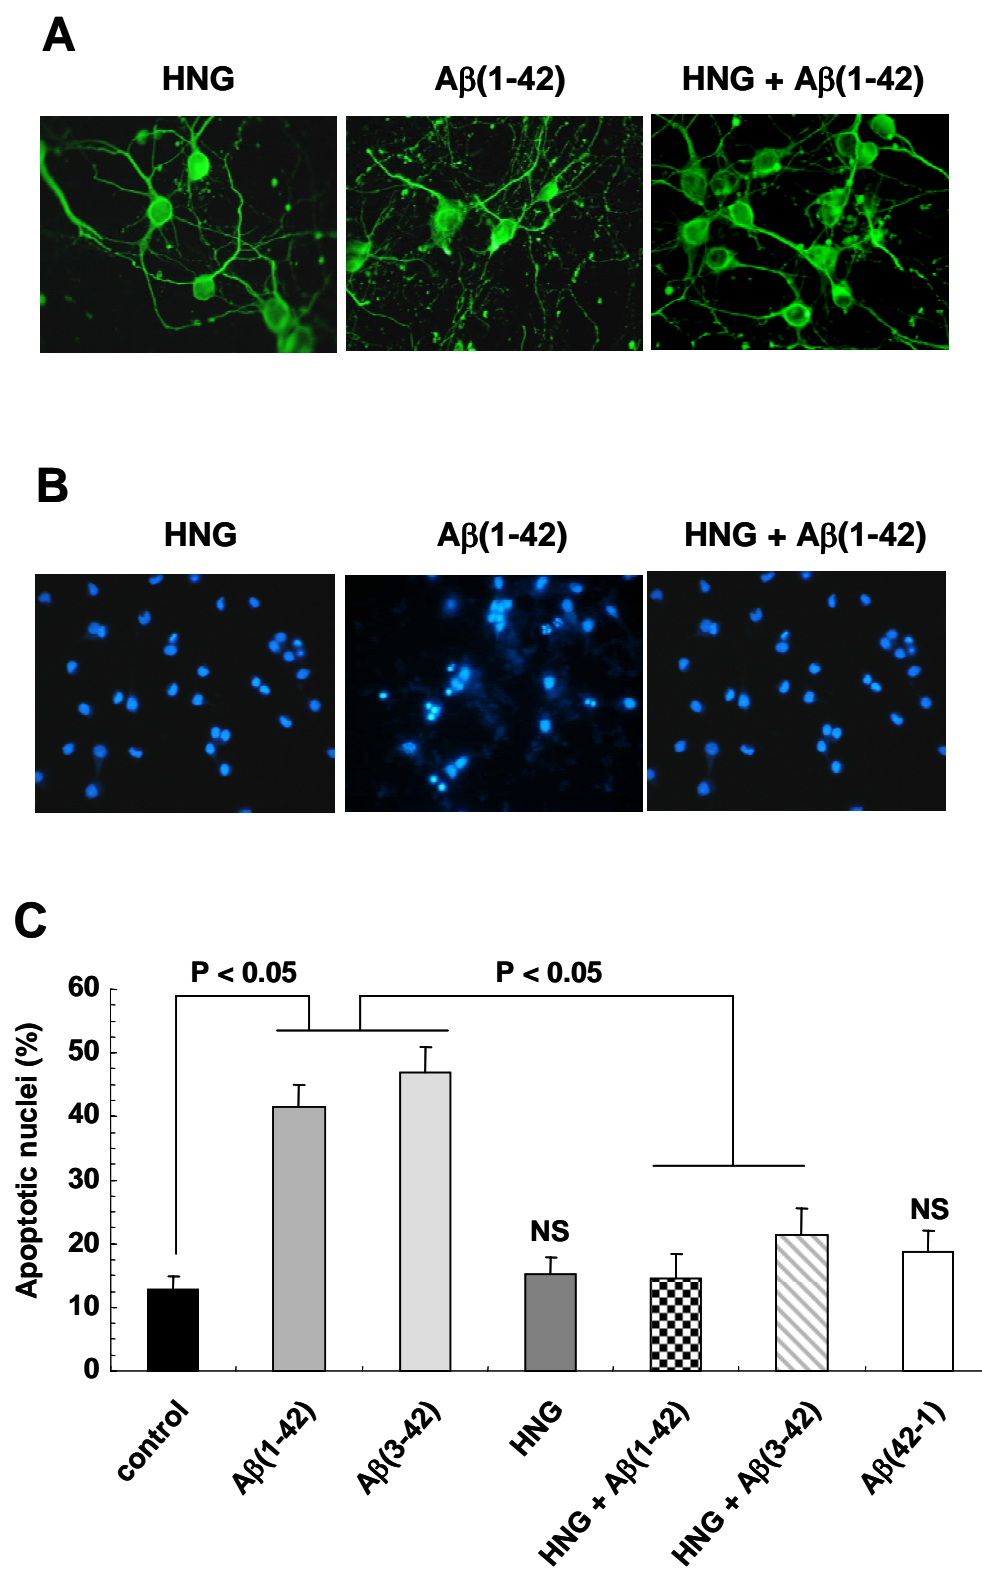 A
HNG
Aβ(1-42)
HNG + Aβ(1-42)
B
HNG
Aβ(1-42)
HNG + Aβ(1-42)
C
P < 0.05
P < 0.05
Apoptotic nuclei (%)
60
50
40
30
20
10
0
NS
NS
control
Aβ(1-42)
Aβ(3-42)
HNG
HNG + Aβ(1-42)
HNG + Aβ(3-42)
Aβ(42-1)